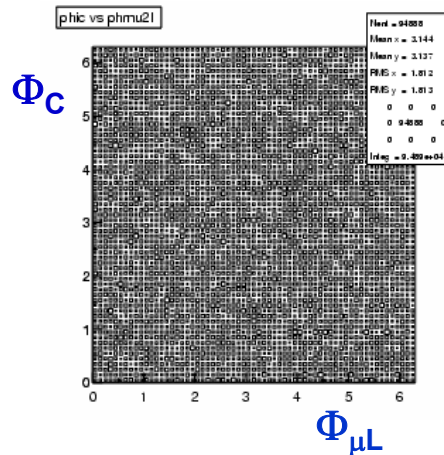 phic vs phmu2l
Nent = 94888
Mean x = 3.144
Mean y = 3.137
RMS x = 1.812
RMS y = 1.813
0 0 0
0 94888 0
0 0 0
Integ = 9.489e+04
Φ_C
6
5
4
3
2
1
0
0 1 2 3 4 5 6
Φ_μL